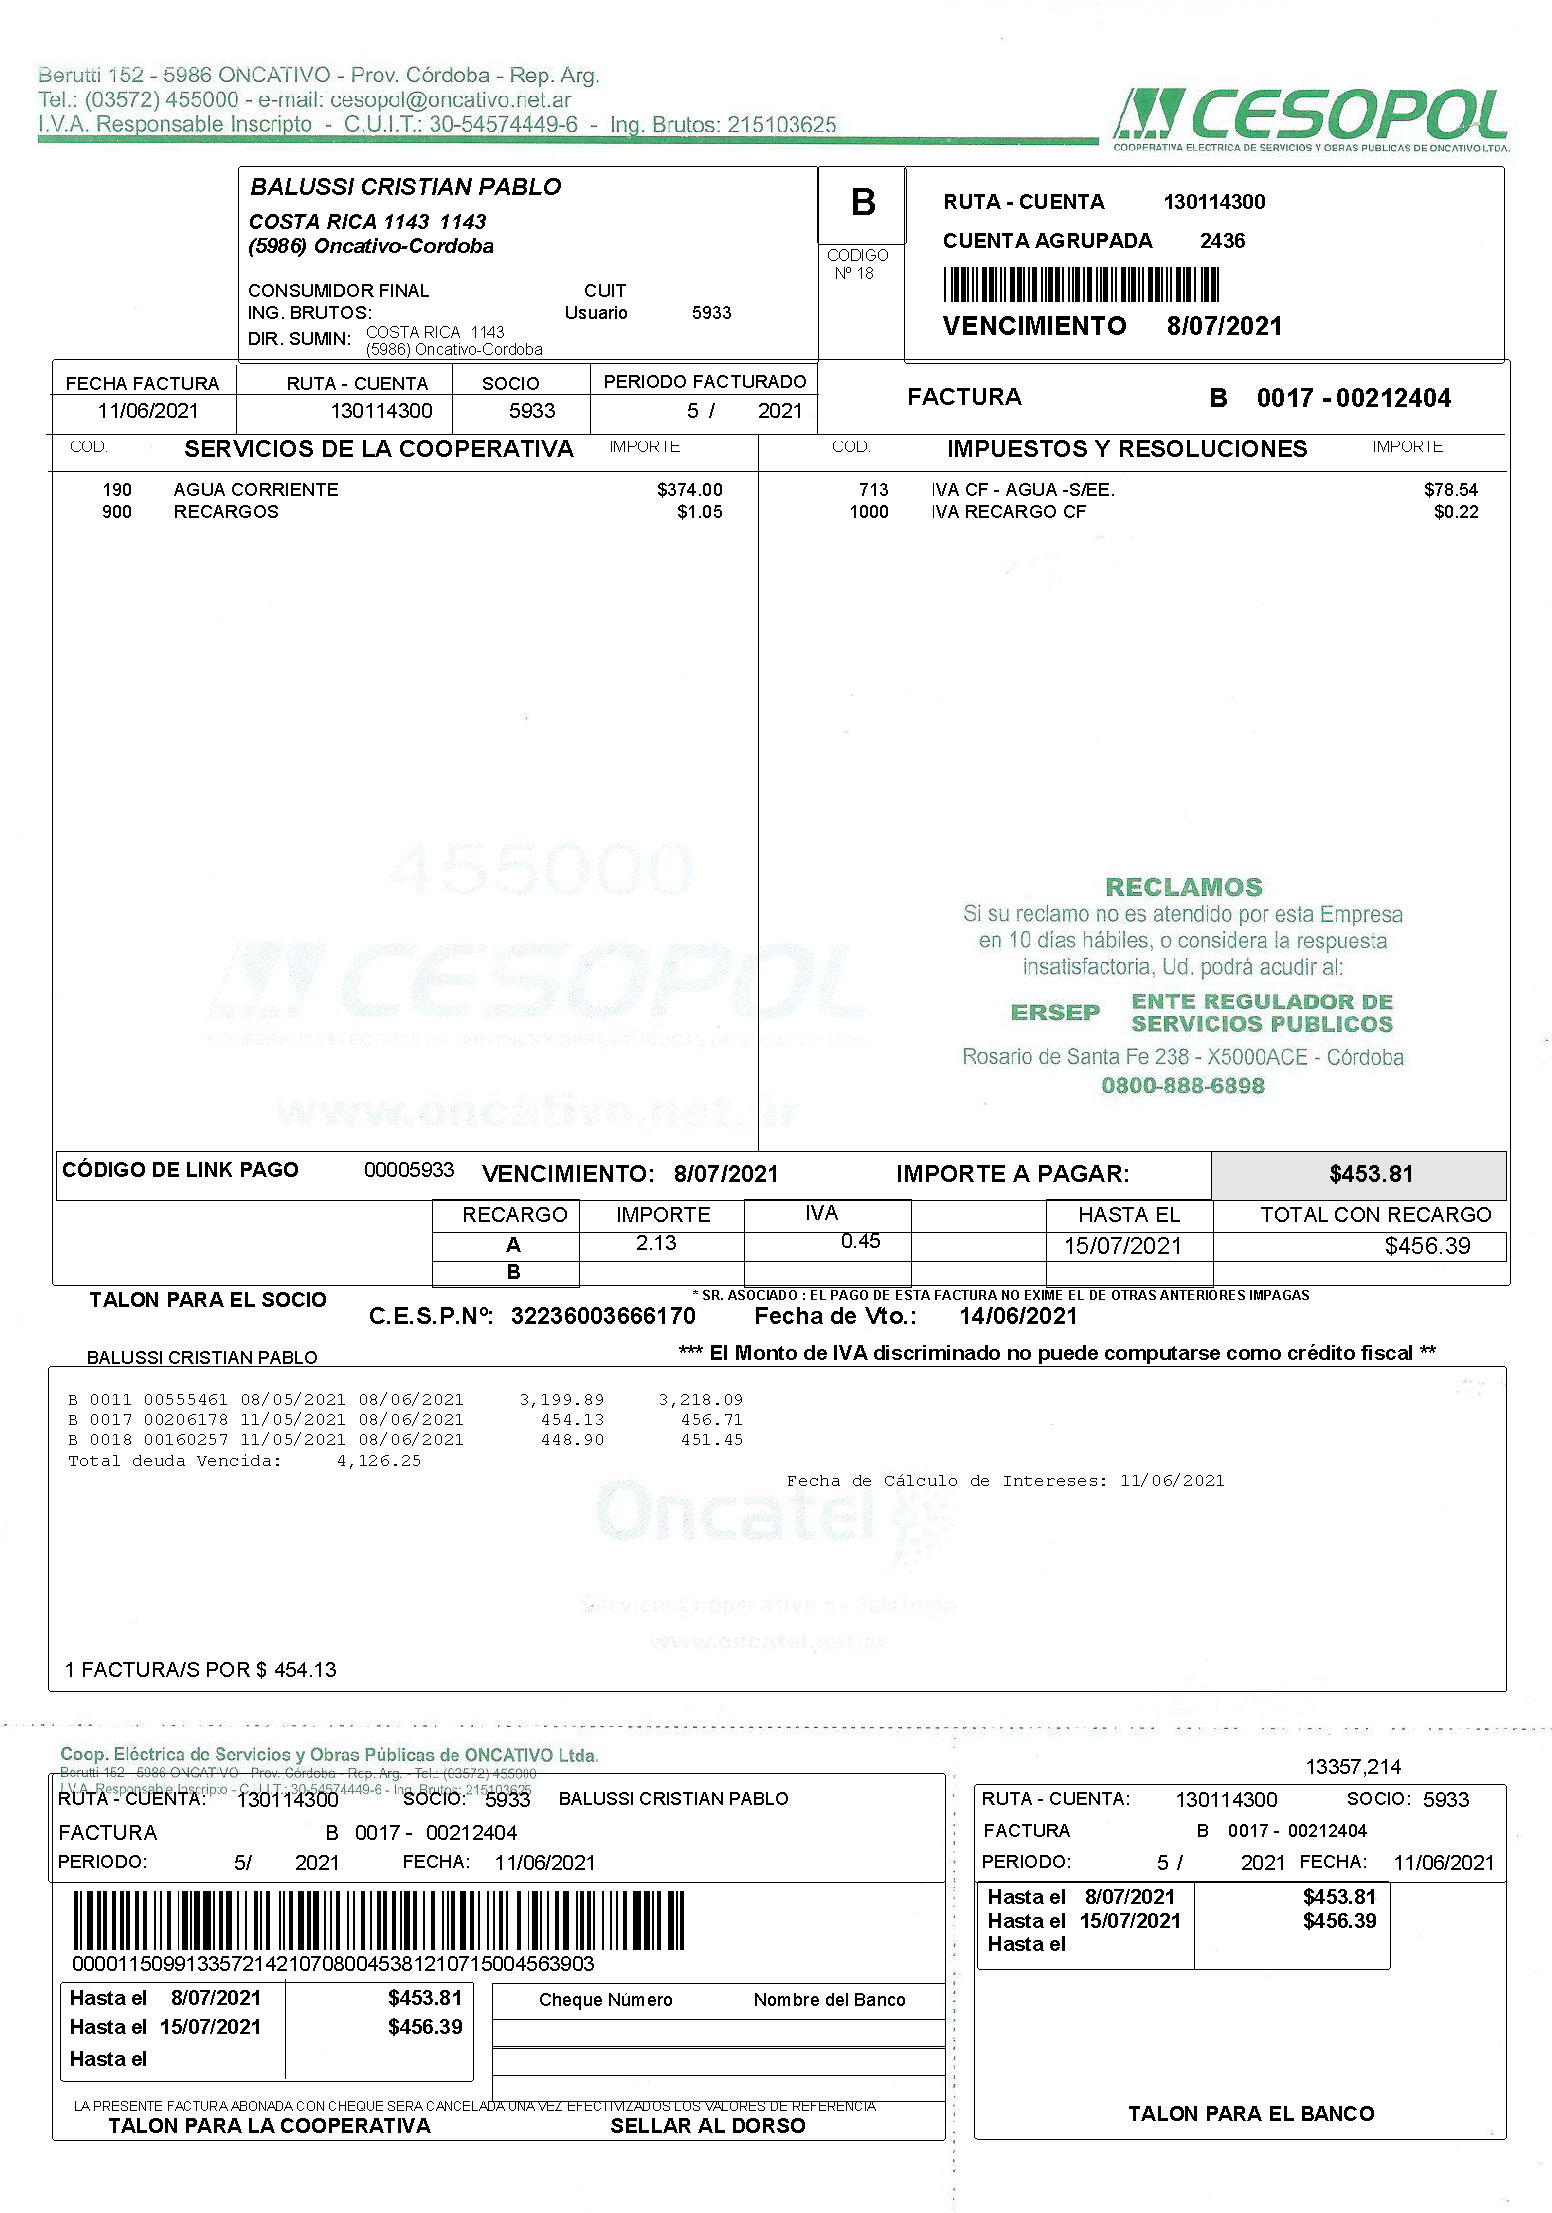 Berutti 152 - 5986 ONCATIVO - Prov. Córdoba - Rep. Arg.
Tel.: (03572) 455000 - e-mail: cesopol@oncativo.net.ar
I.V.A. Responsable Inscripto - C.U.I.T.: 30-54574449-6 - Ing. Brutos: 215103625
CESOPOL
COOPERATIVA ELECTRICA DE SERVICIOS Y OBRAS PUBLICAS DE ONCATIVO LTDA.
BALUSSI CRISTIAN PABLO
COSTA RICA 1143 1143
(5986) Oncativo-Cordoba
CONSUMIDOR FINAL CUIT
ING. BRUTOS: Usuario 5933
DIR. SUMIN: COSTA RICA 1143
(5986) Oncativo-Cordoba
B
CODIGO
Nº 18
RUTA - CUENTA 130114300
CUENTA AGRUPADA 2436
VENCIMIENTO 8/07/2021
FECHA FACTURA RUTA - CUENTA SOCIO PERIODO FACTURADO
11/06/2021 130114300 5933 5 / 2021
FACTURA B 0017 - 00212404
COD. SERVICIOS DE LA COOPERATIVA IMPORTE COD. IMPUESTOS Y RESOLUCIONES IMPORTE
190 AGUA CORRIENTE $374.00 713 IVA CF - AGUA -S/EE. $78.54
900 RECARGOS $1.05 1000 IVA RECARGO CF $0.22
455000
CESOPOL
COOPERATIVA ELECTRICA DE SERVICIOS Y OBRAS PUBLICAS DE ONCATIVO LTDA.
www.oncativo.net.ar
RECLAMOS
Si su reclamo no es atendido por esta Empresa
en 10 días hábiles, o considera la respuesta
insatisfactoria, Ud. podrá acudir al:
ERSEP ENTE REGULADOR DE
SERVICIOS PUBLICOS
Rosario de Santa Fe 238 - X5000ACE - Córdoba
0800-888-6898
CÓDIGO DE LINK PAGO 00005933 VENCIMIENTO: 8/07/2021 IMPORTE A PAGAR: $453.81
RECARGO IMPORTE IVA HASTA EL TOTAL CON RECARGO
A 2.13 0.45 15/07/2021 $456.39
B
TALON PARA EL SOCIO * SR. ASOCIADO : EL PAGO DE ESTA FACTURA NO EXIME EL DE OTRAS ANTERIORES IMPAGAS
C.E.S.P.Nº: 32236003666170 Fecha de Vto.: 14/06/2021
BALUSSI CRISTIAN PABLO *** El Monto de IVA discriminado no puede computarse como crédito fiscal **
B 0011 00555461 08/05/2021 08/06/2021 3,199.89 3,218.09
B 0017 00206178 11/05/2021 08/06/2021 454.13 456.71
B 0018 00160257 11/05/2021 08/06/2021 448.90 451.45
Total deuda Vencida: 4,126.25
Fecha de Cálculo de Intereses: 11/06/2021
Oncatel
Servicio Cooperativo de Telefonía
www.oncatel.net.ar
1 FACTURA/S POR $ 454.13
Coop. Eléctrica de Servicios y Obras Públicas de ONCATIVO Ltda.
Berutti 152 - 5986 ONCATIVO - Prov. Córdoba - Rep. Arg. - Tel.: (03572) 455000
I.V.A. Responsable Inscripto - C.U.I.T.: 30-54574449-6 - Ing. Brutos: 215103625
RUTA - CUENTA: 130114300 SOCIO: 5933 BALUSSI CRISTIAN PABLO
FACTURA B 0017 - 00212404
PERIODO: 5/ 2021 FECHA: 11/06/2021
0000115099133572142107080045381210715004563903
Hasta el 8/07/2021 $453.81
Hasta el 15/07/2021 $456.39
Hasta el
Cheque Número Nombre del Banco
LA PRESENTE FACTURA ABONADA CON CHEQUE SERA CANCELADA UNA VEZ EFECTIVIZADOS LOS VALORES DE REFERENCIA
TALON PARA LA COOPERATIVA SELLAR AL DORSO
13357,214
RUTA - CUENTA: 130114300 SOCIO: 5933
FACTURA B 0017 - 00212404
PERIODO: 5 / 2021 FECHA: 11/06/2021
Hasta el 8/07/2021 $453.81
Hasta el 15/07/2021 $456.39
Hasta el
TALON PARA EL BANCO